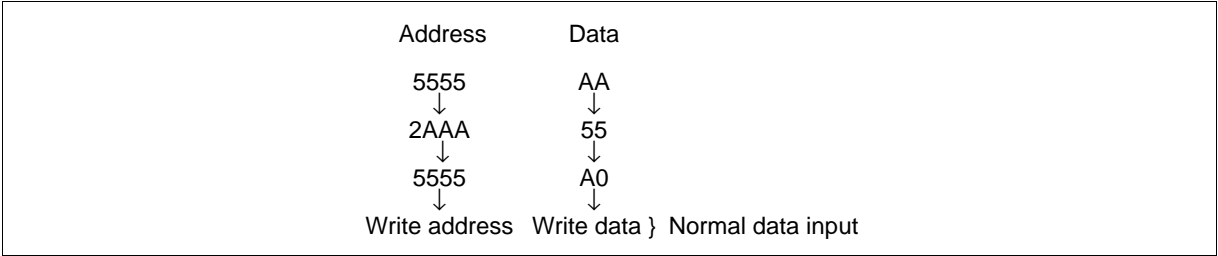 Address Data
5555 AA
↓ ↓
2AAA 55
↓ ↓
5555 A0
↓ ↓
Write address Write data } Normal data input